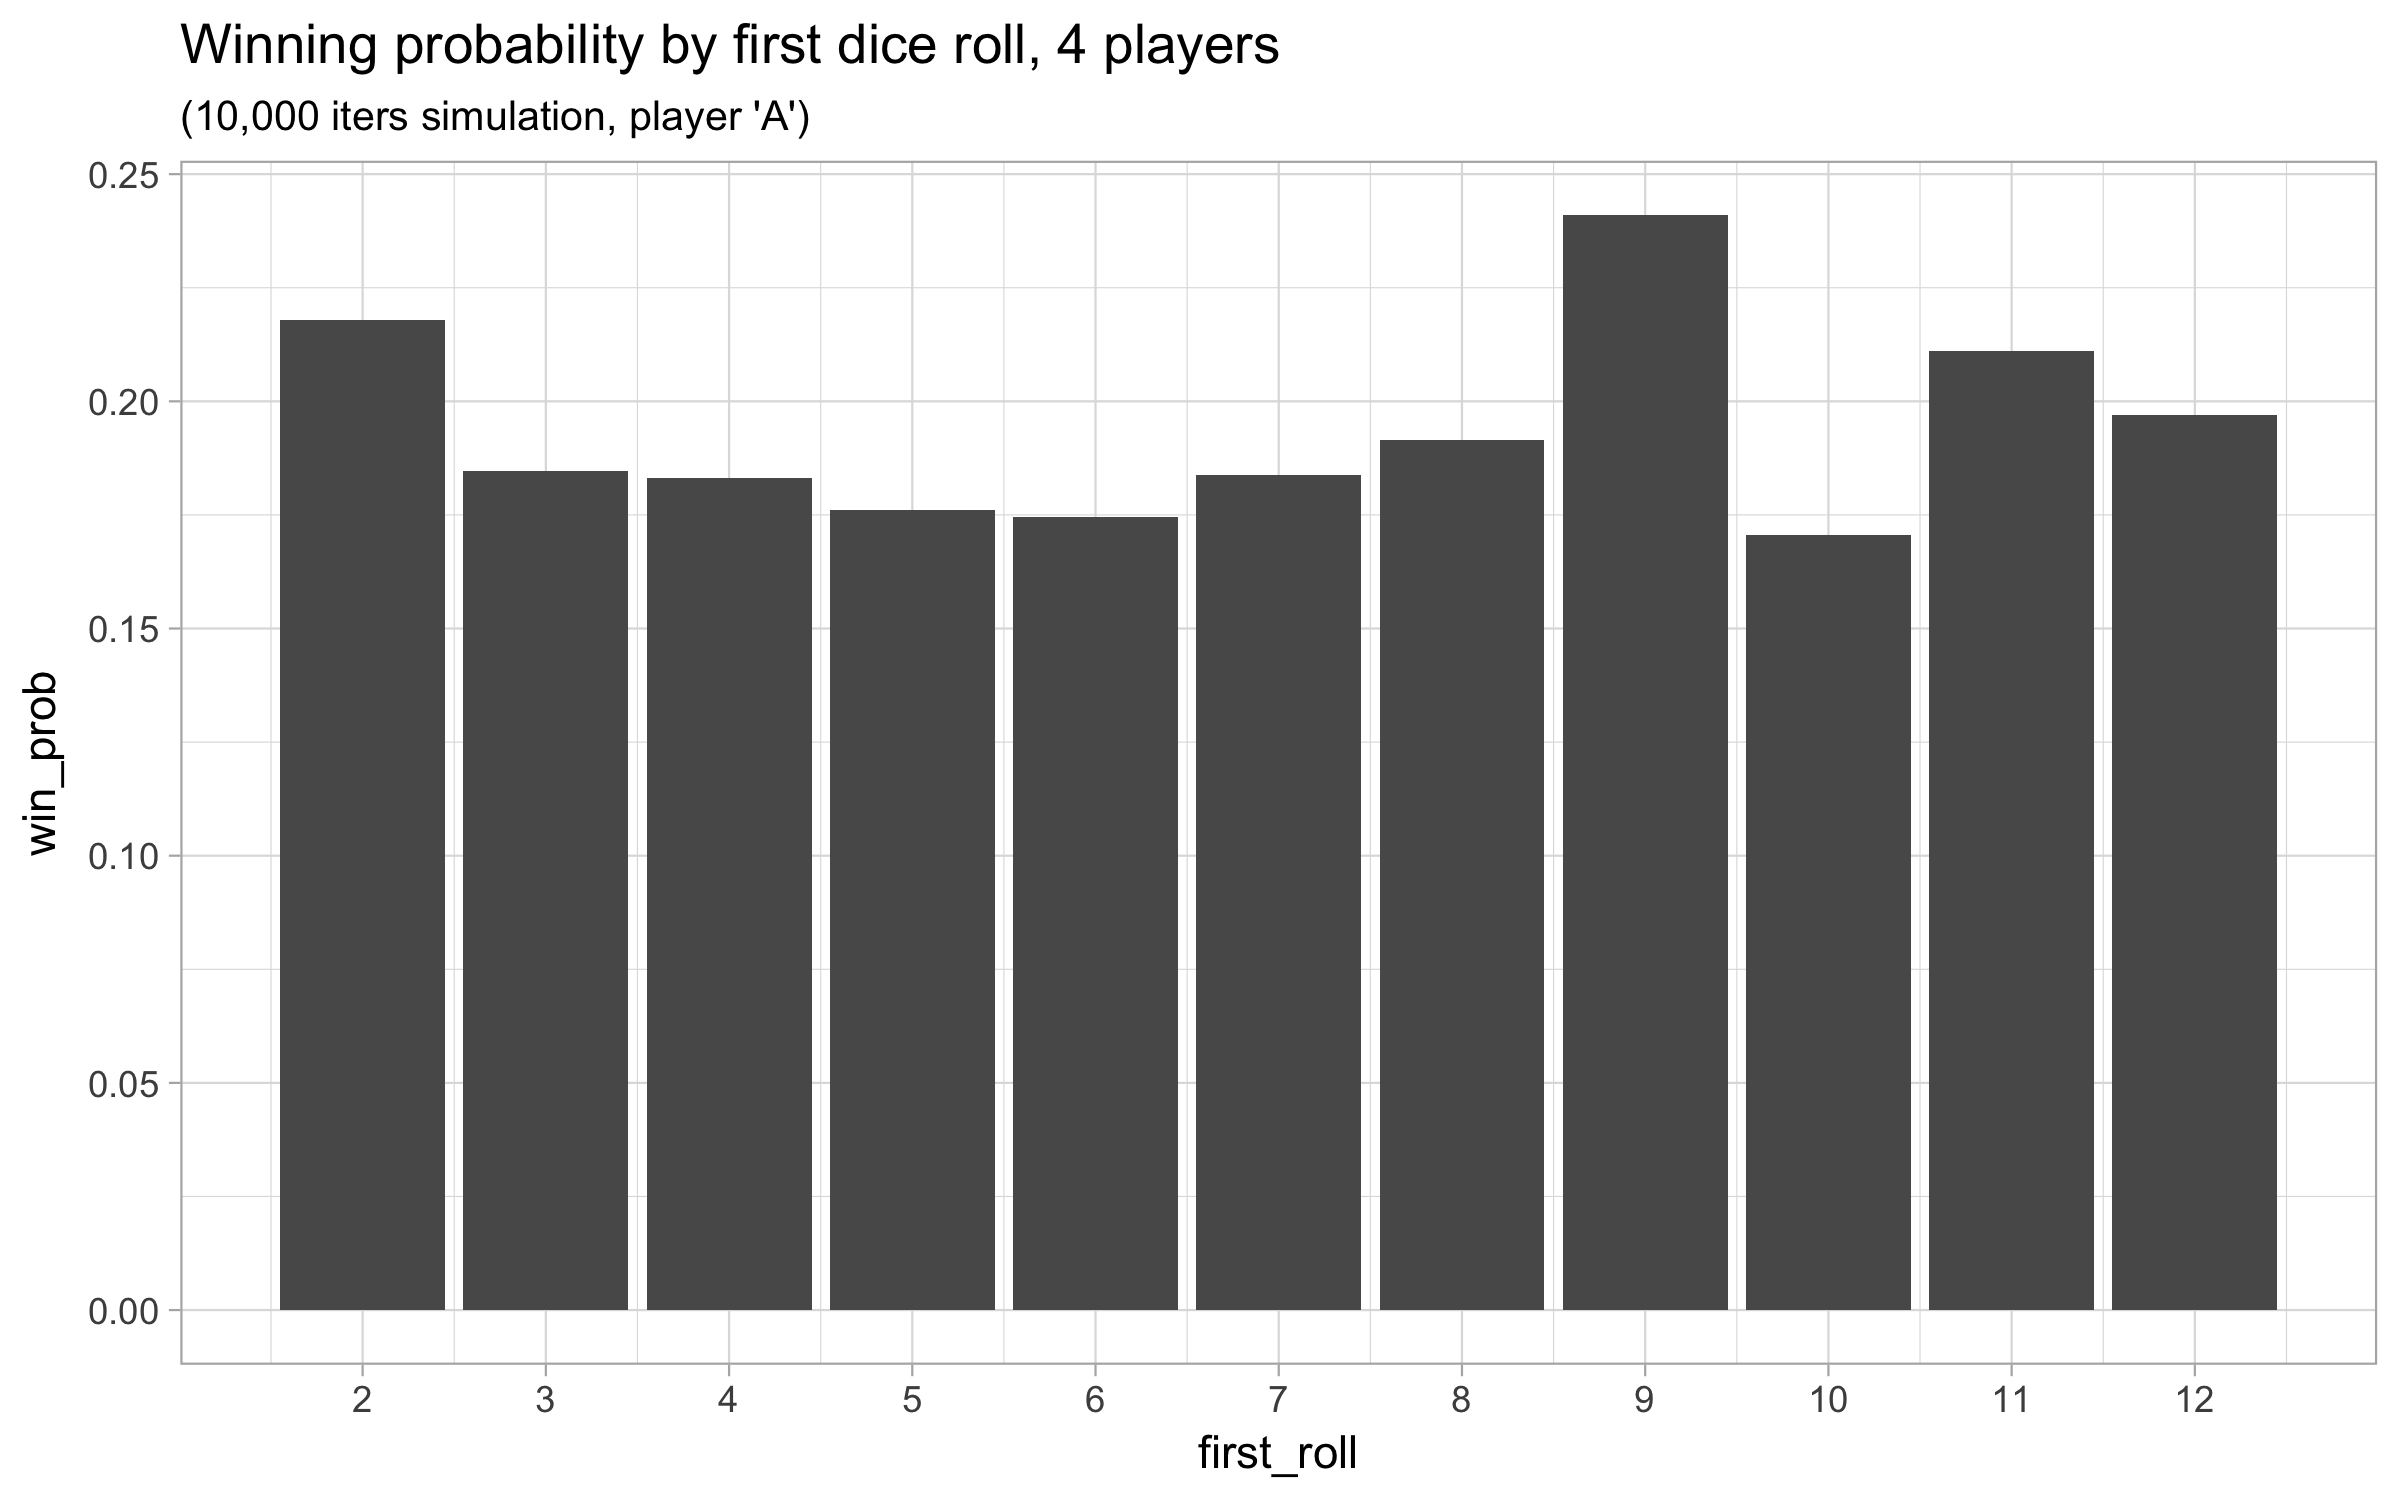 Winning probability by first dice roll, 4 players
(10,000 iters simulation, player 'A')
0.25
0.20
0.15
0.10
0.05
0.00
win_prob
2 3 4 5 6 7 8 9 10 11 12
first_roll